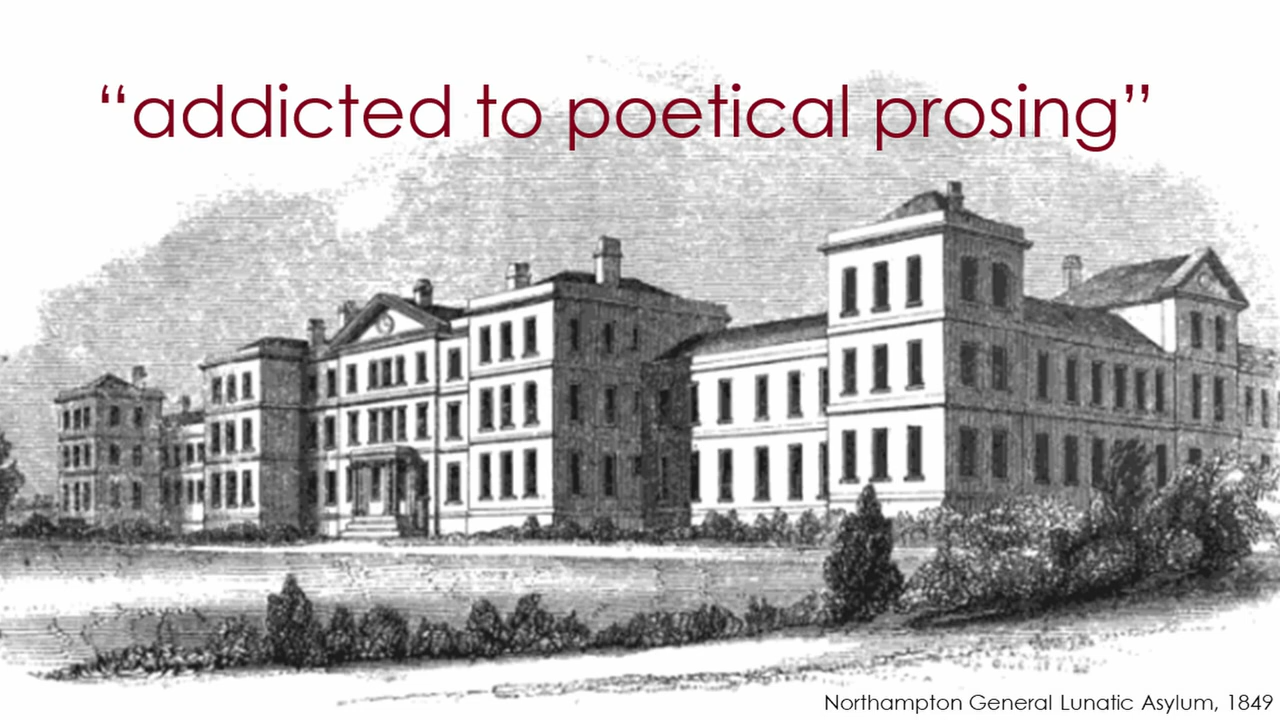 “addicted to poetical prosing”
Northampton General Lunatic Asylum, 1849